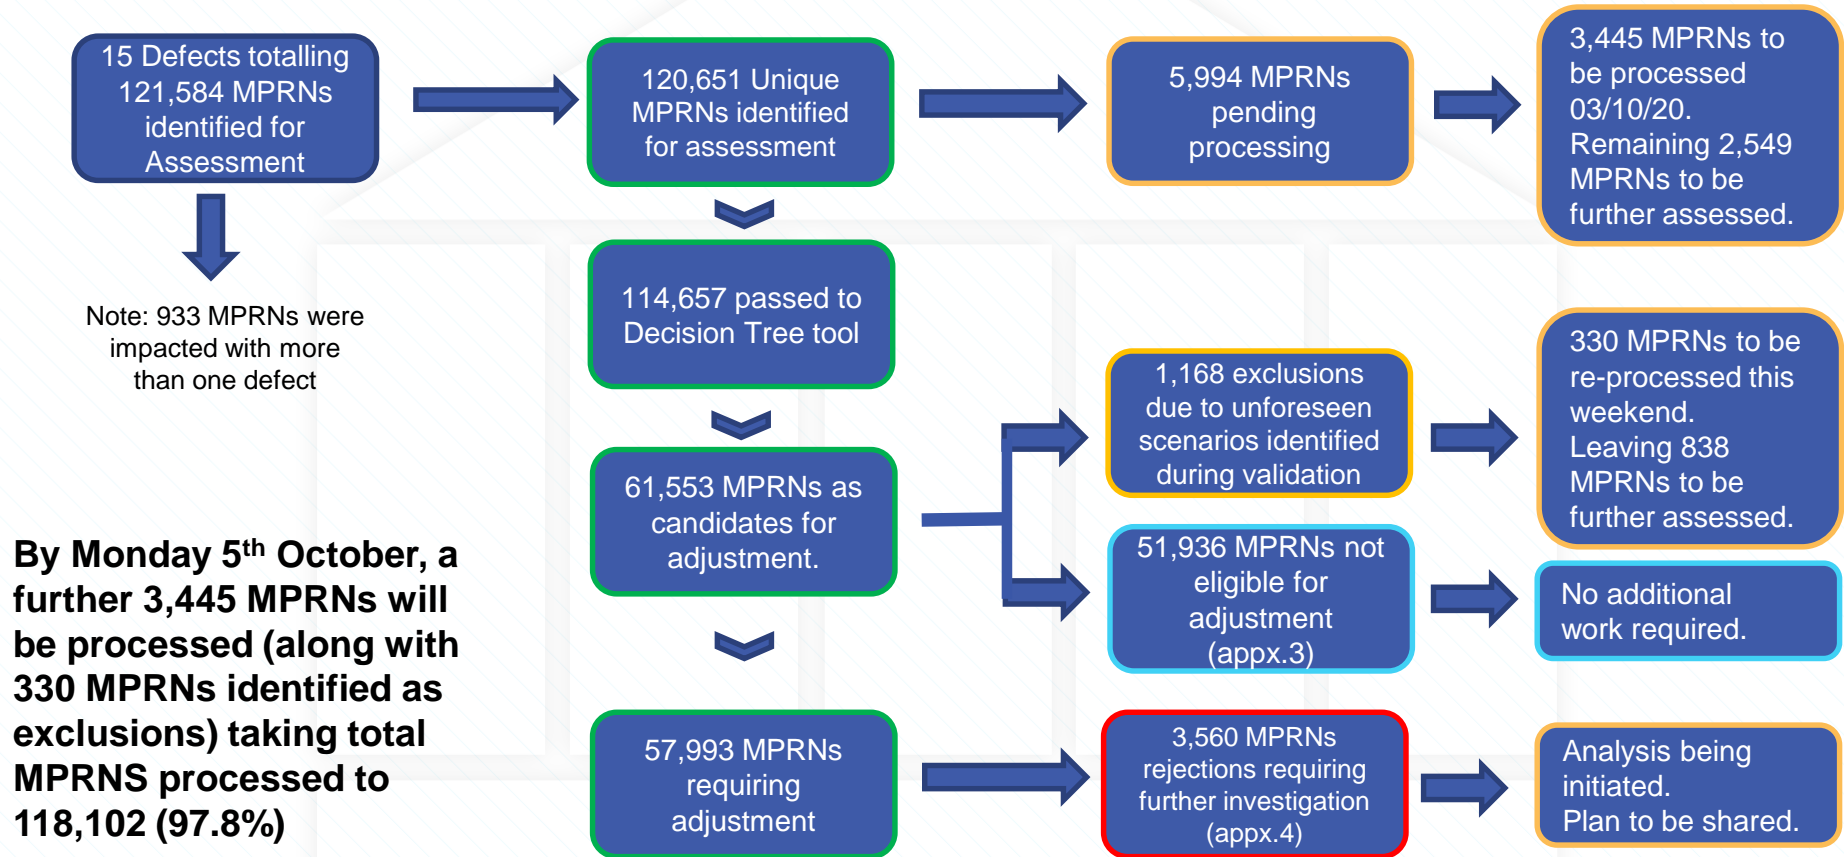 15 Defects totalling
121,584 MPRNs
identified for
Assessment
Note: 933 MPRNs were
impacted with more
than one defect
120,651 Unique
MPRNs identified
for assessment
5,994 MPRNs
pending
processing
3,445 MPRNs to
be processed
03/10/20.
Remaining 2,549
MPRNs to be
further assessed.
114,657 passed to
Decision Tree tool
61,553 MPRNs as
candidates for
adjustment.
1,168 exclusions
due to unforeseen
scenarios identified
during validation
330 MPRNs to be
re-processed this
weekend.
Leaving 838
MPRNs to be
further assessed.
51,936 MPRNs not
eligible for
adjustment
(appx.3)
No additional
work required.
57,993 MPRNs
requiring
adjustment
3,560 MPRNs
rejections requiring
further investigation
(appx.4)
Analysis being
initiated.
Plan to be shared.
By Monday 5th October, a
further 3,445 MPRNs will
be processed (along with
330 MPRNs identified as
exclusions) taking total
MPRNS processed to
118,102 (97.8%)